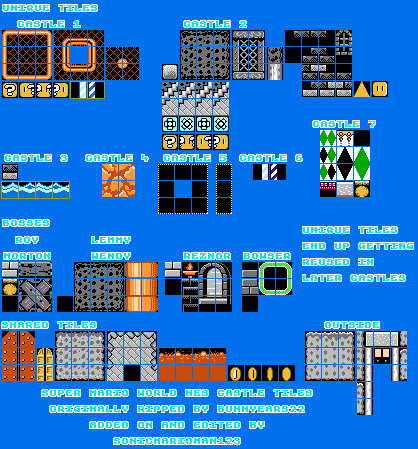 UNIQUE TILES
CASTLE 1
CASTLE 2
CASTLE 7
CASTLE 3
CASTLE 4
CASTLE 5
CASTLE 6
BOSSES
ROY
MORTON
LEMMY
WENDY
REZNOR
BOWSER
UNIQUE TILES
END UP GETTING
REUSED IN
LATER CASTLES
SHARED TILES
OUTSIDE
SUPER MARIO WORLD NES CASTLE TILES
ORIGINALLY RIPPED BY BUNNYEARS22
ADDED ON AND EDITED BY
SONICMARIOMAN123